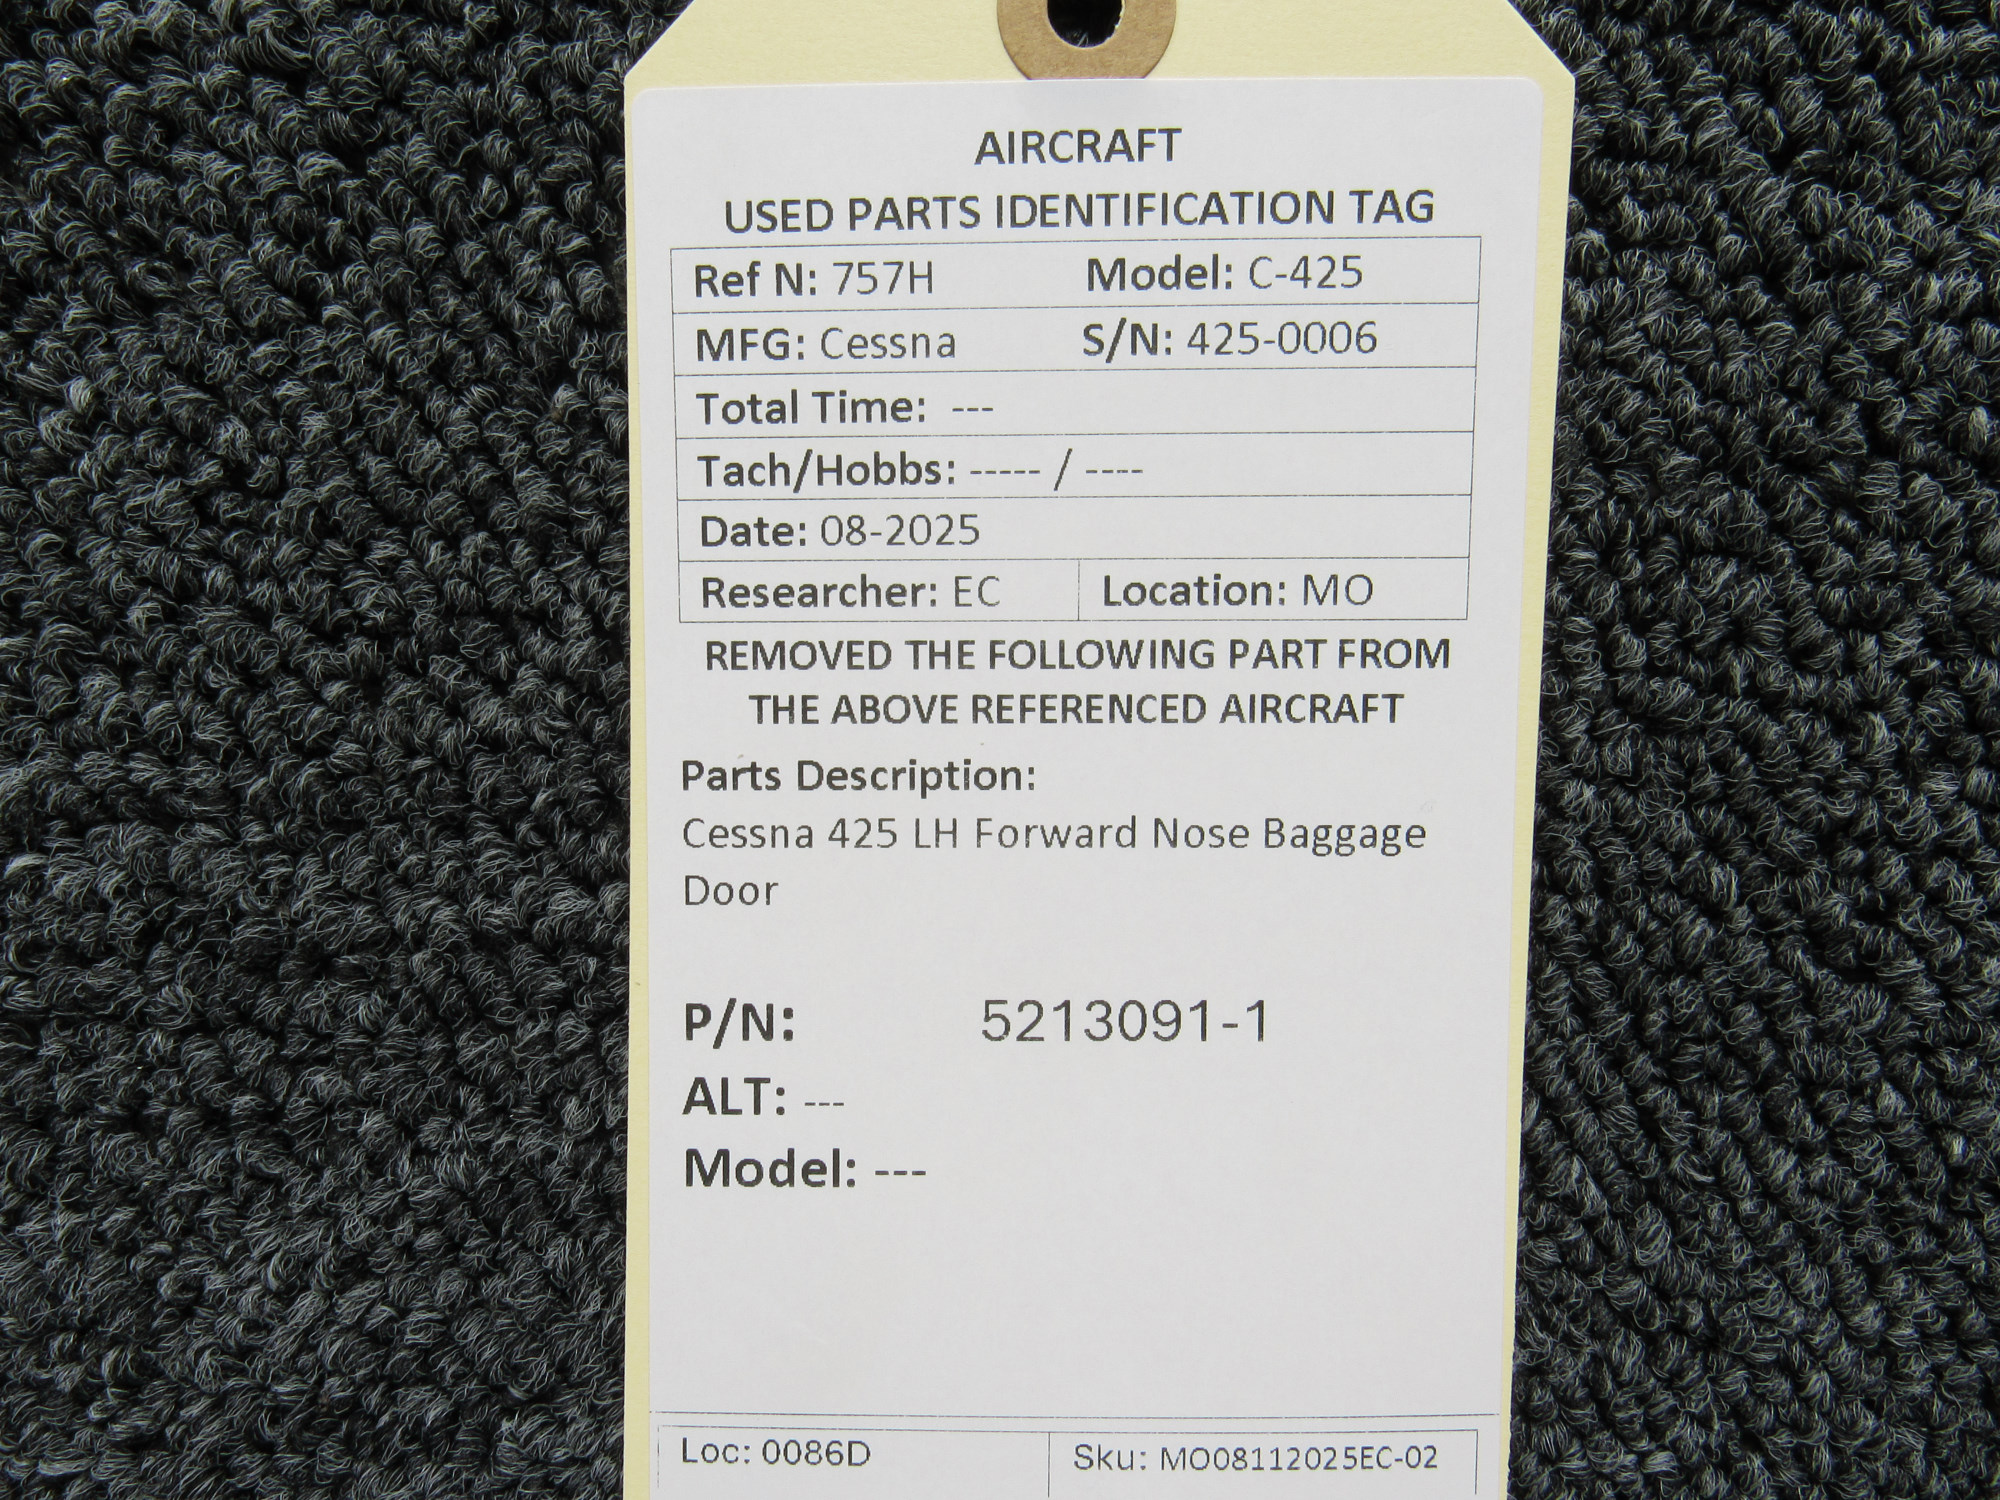 AIRCRAFT
USED PARTS IDENTIFICATION TAG
Ref N: 757H Model: C-425
MFG: Cessna S/N: 425-0006
Total Time: ---
Tach/Hobbs: ----- / ----
Date: 08-2025
Researcher: EC Location: MO
REMOVED THE FOLLOWING PART FROM
THE ABOVE REFERENCED AIRCRAFT
Parts Description:
Cessna 425 LH Forward Nose Baggage
Door
P/N: 5213091-1
ALT: ---
Model: ---
Loc: 0086D Sku: MO08112025EC-02